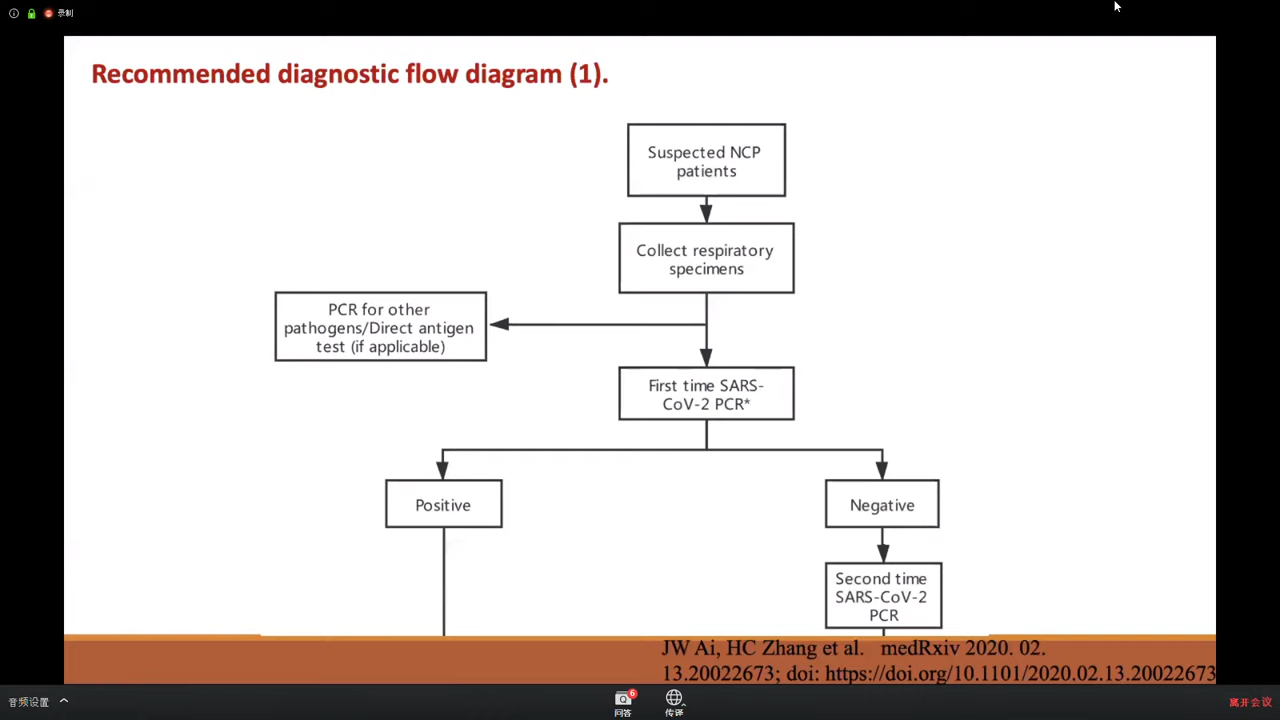 录制
Recommended diagnostic flow diagram (1).
Suspected NCP
patients
Collect respiratory
specimens
PCR for other
pathogens/Direct antigen
test (if applicable)
First time SARS-
CoV-2 PCR*
Positive
Negative
Second time
SARS-CoV-2
PCR
JW Ai, HC Zhang et al. medRxiv 2020. 02.
13.20022673; doi: https://doi.org/10.1101/2020.02.13.20022673
音频设置
6
问答
传译
离开会议